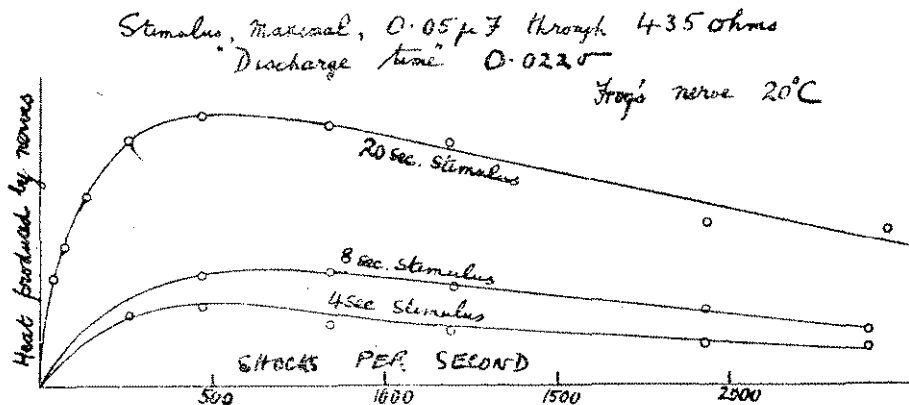 Stimulus, maximal, 0.05 µF through 435 ohms
"Discharge time" 0.022σ
Frog's nerve 20°C
Heat produced by nerves
20 sec. stimulus
8 sec. stimulus
4 sec stimulus
SHOCKS PER SECOND
500 1000 1500 2000